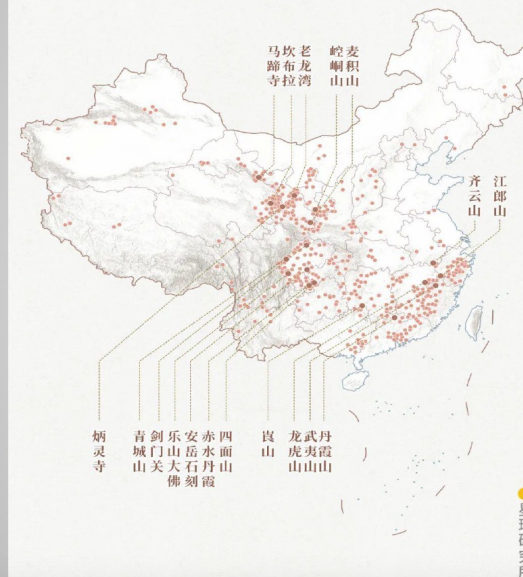 马蹄寺
坎布拉
老龙湾
崆峒山
麦积山
齐云山
江郎山
炳灵寺
青城山
剑门关
乐山大佛
安岳石刻
赤水丹霞
四面山
崀山
龙虎山
武夷山
丹霞山